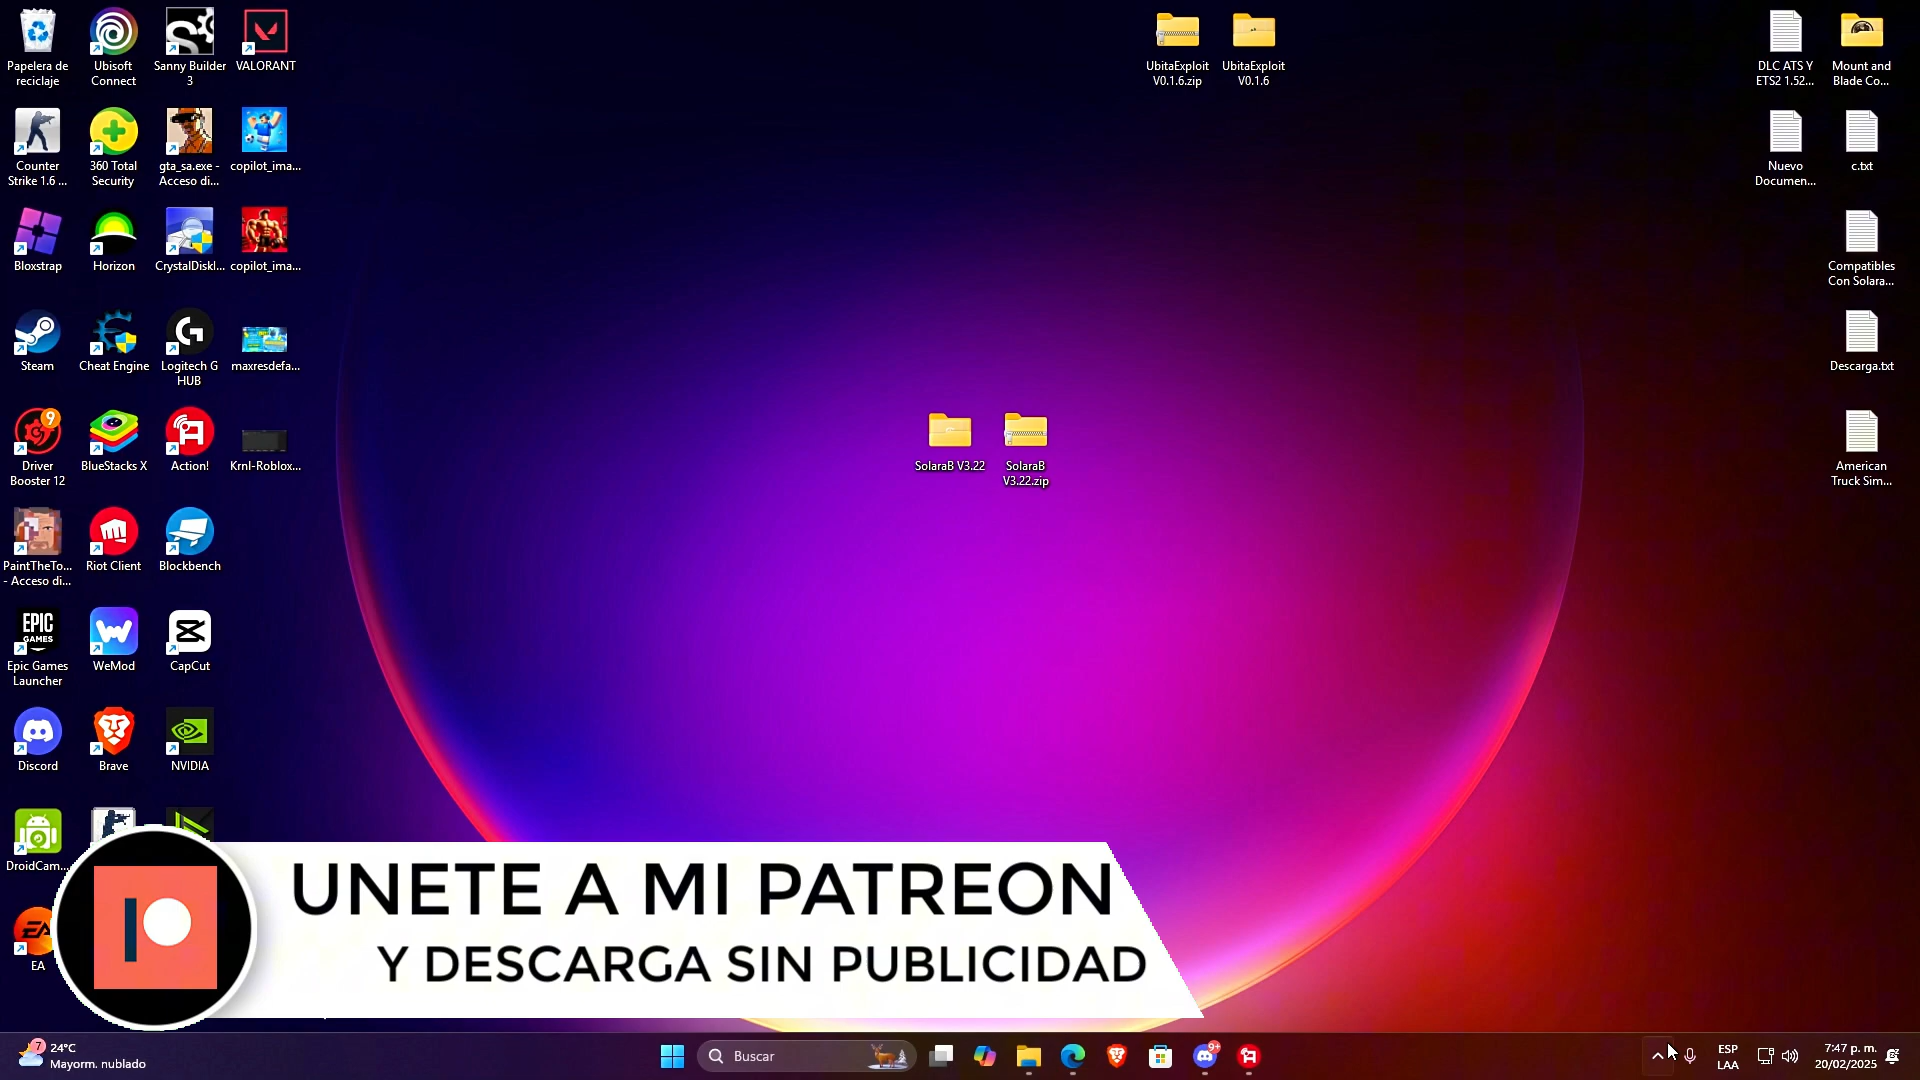 Papelera de
reciclaje
Ubisoft
Connect
Sanny Builder
3
VALORANT
UbitaExploit
V0.1.6.zip
UbitaExploit
V0.1.6
DLC ATS Y
ETS2 1.52...
Mount and
Blade Co...
Counter
Strike 1.6 ...
360 Total
Security
gta_sa.exe -
Acceso di...
copilot_ima...
Nuevo
Documen...
c.txt
Bloxstrap
Horizon
CrystalDiskI...
copilot_ima...
Compatibles
Con Solara...
Steam
Cheat Engine
Logitech G
HUB
maxresdefa...
Descarga.txt
9
Driver
Booster 12
BlueStacks X
Action!
Krnl-Roblox...
SolaraB V3.22
SolaraB
V3.22.zip
American
Truck Sim...
PaintTheTo...
- Acceso di...
Riot Client
Blockbench
EPIC
GAMES
Epic Games
Launcher
WeMod
CapCut
Discord
Brave
NVIDIA
DroidCam...
EA
EA
UNETE A MI PATREON
Y DESCARGA SIN PUBLICIDAD
7
24°C
Mayorm. nublado
Buscar
9+
ESP
LAA
7:47 p. m.
20/02/2025